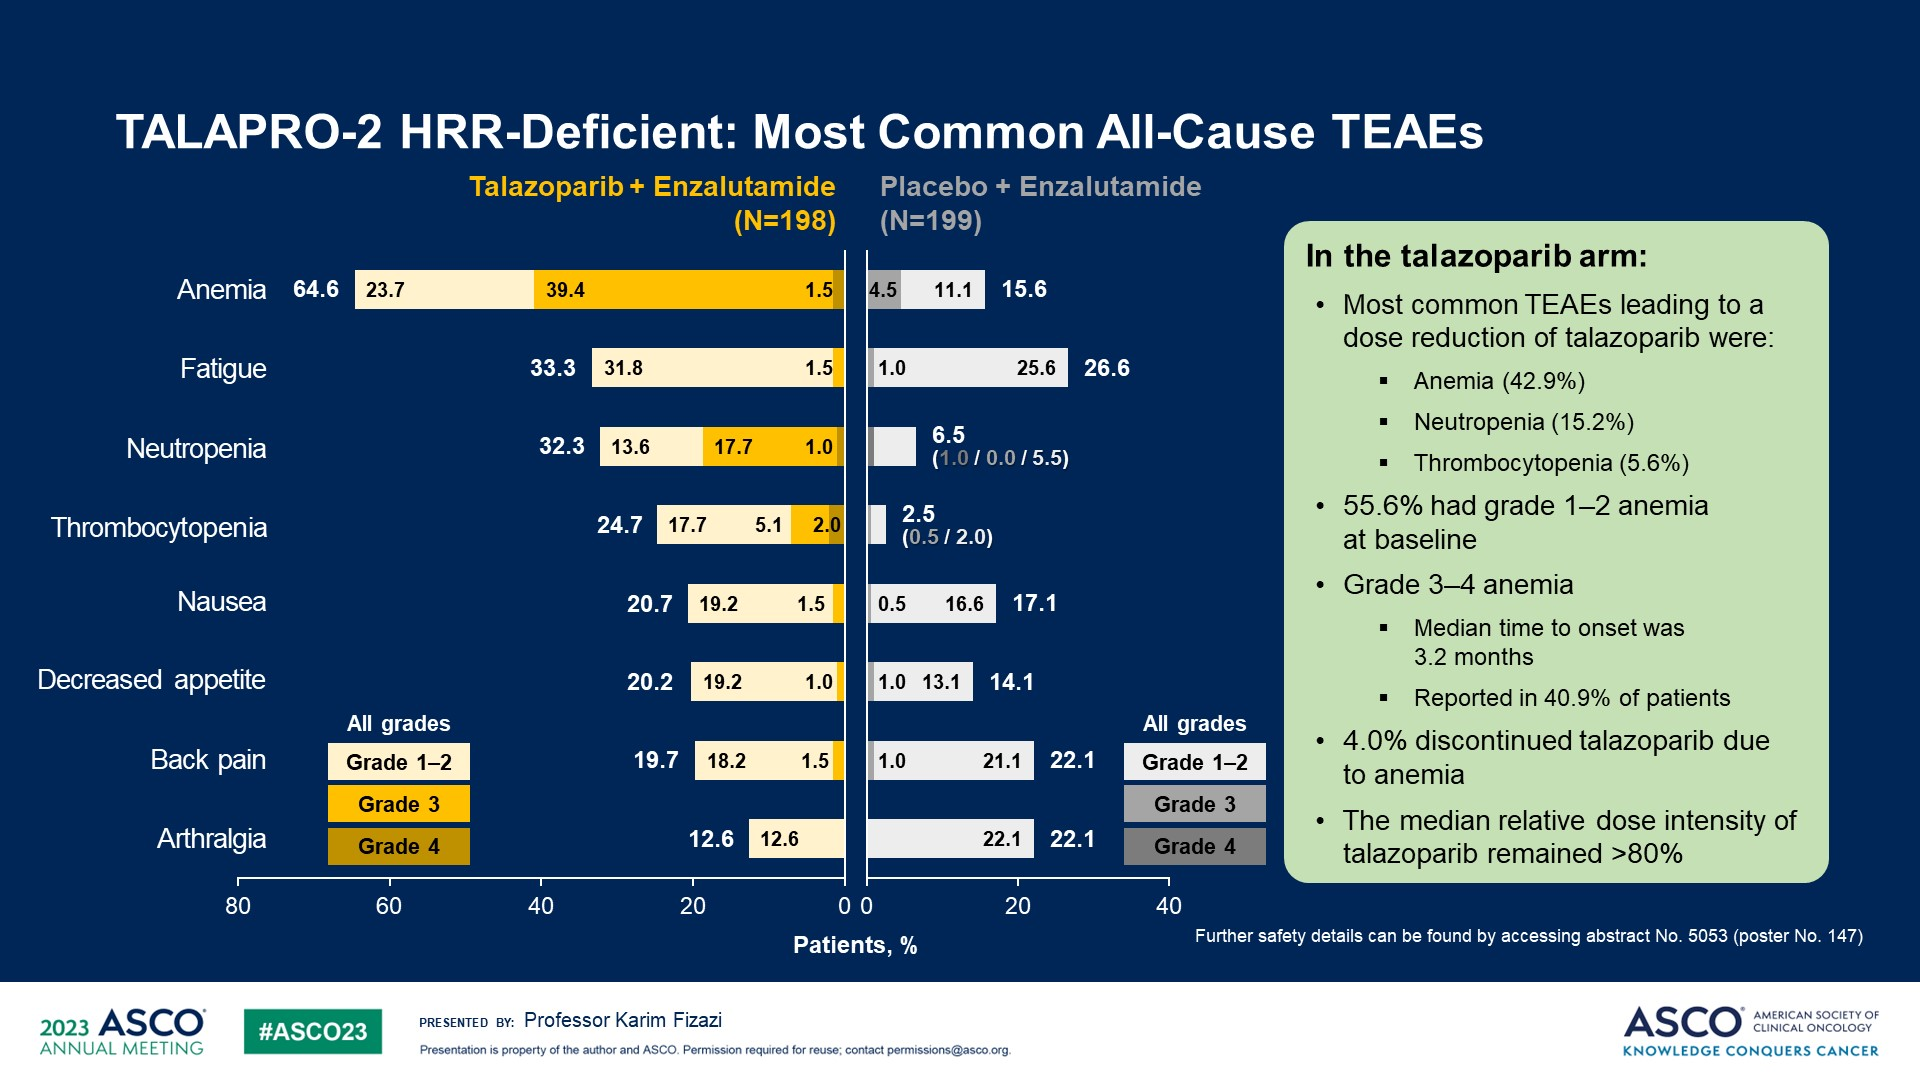 TALAPRO-2 HRR-Deficient: Most Common All-Cause TEAEs
Talazoparib + Enzalutamide
(N=198)
Placebo + Enzalutamide
(N=199)
Anemia 64.6 23.7 39.4 1.5 4.5 11.1 15.6
Fatigue 33.3 31.8 1.5 1.0 25.6 26.6
Neutropenia 32.3 13.6 17.7 1.0 6.5
(1.0 / 0.0 / 5.5)
Thrombocytopenia 24.7 17.7 5.1 2.0 2.5
(0.5 / 2.0)
Nausea 20.7 19.2 1.5 0.5 16.6 17.1
Decreased appetite 20.2 19.2 1.0 1.0 13.1 14.1
Back pain 19.7 18.2 1.5 1.0 21.1 22.1
Arthralgia 12.6 12.6 22.1 22.1
All grades
Grade 1–2
Grade 3
Grade 4
All grades
Grade 1–2
Grade 3
Grade 4
80 60 40 20 0 0 20 40
Patients, %
In the talazoparib arm:
• Most common TEAEs leading to a
dose reduction of talazoparib were:
▪ Anemia (42.9%)
▪ Neutropenia (15.2%)
▪ Thrombocytopenia (5.6%)
• 55.6% had grade 1–2 anemia
at baseline
• Grade 3–4 anemia
▪ Median time to onset was
3.2 months
▪ Reported in 40.9% of patients
• 4.0% discontinued talazoparib due
to anemia
• The median relative dose intensity of
talazoparib remained >80%
Further safety details can be found by accessing abstract No. 5053 (poster No. 147)
2023 ASCO
ANNUAL MEETING
#ASCO23
PRESENTED BY: Professor Karim Fizazi
Presentation is property of the author and ASCO. Permission required for reuse; contact permissions@asco.org.
ASCO AMERICAN SOCIETY OF
CLINICAL ONCOLOGY
KNOWLEDGE CONQUERS CANCER